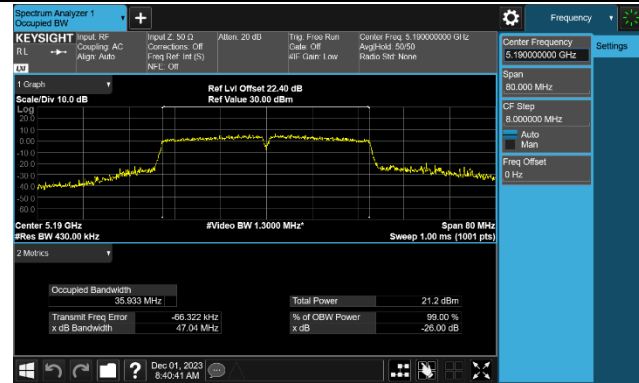 Spectrum Analyzer 1
Occupied BW
Frequency
KEYSIGHT
RL
LXI
Input: RF
Coupling: AC
Align: Auto
Input Z: 50 Ω
Corrections: Off
Freq Ref: Int (S)
NFE: Off
Atten: 20 dB
Trig: Free Run
Gate: Off
#IF Gain: Low
Center Freq: 5.190000000 GHz
Avg|Hold: 50/50
Radio Std: None
Center Frequency
5.190000000 GHz
Settings
Span
80.000 MHz
CF Step
8.000000 MHz
Auto
Man
Freq Offset
0 Hz
1 Graph
Scale/Div 10.0 dB
Ref Lvl Offset 22.40 dB
Ref Value 30.00 dBm
Log
20.0
10.0
0.00
-10.0
-20.0
-30.0
-40.0
-50.0
-60.0
Center 5.19 GHz
#Res BW 430.00 kHz
#Video BW 1.3000 MHz*
Span 80 MHz
Sweep 1.00 ms (1001 pts)
2 Metrics
Occupied Bandwidth
35.933 MHz
Transmit Freq Error -66.322 kHz
x dB Bandwidth 47.04 MHz
Total Power 21.2 dBm
% of OBW Power 99.00 %
x dB -26.00 dB
?
Dec 01, 2023
8:40:41 AM